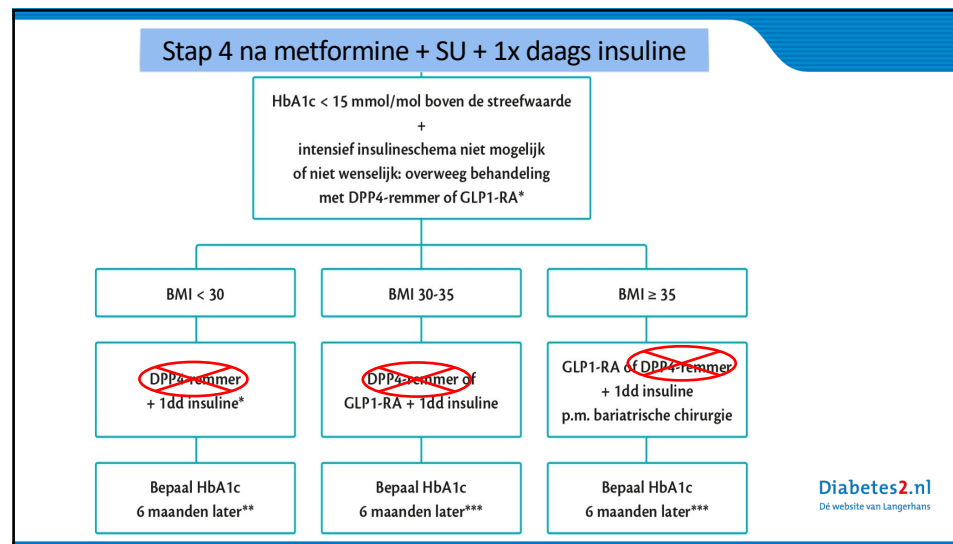 Stap 4 na metformine + SU + 1x daags insuline
HbA1c < 15 mmol/mol boven de streefwaarde
+
intensief insulineschema niet mogelijk
of niet wenselijk: overweeg behandeling
met DPP4-remmer of GLP1-RA*
BMI < 30
BMI 30-35
BMI ≥ 35
DPP4-remmer
+ 1dd insuline*
DPP4-remmer of
GLP1-RA + 1dd insuline
GLP1-RA of DPP4-remmer
+ 1dd insuline
p.m. bariatrische chirurgie
Bepaal HbA1c
6 maanden later**
Bepaal HbA1c
6 maanden later***
Bepaal HbA1c
6 maanden later***
Diabetes2.nl
Dé website van Langerhans